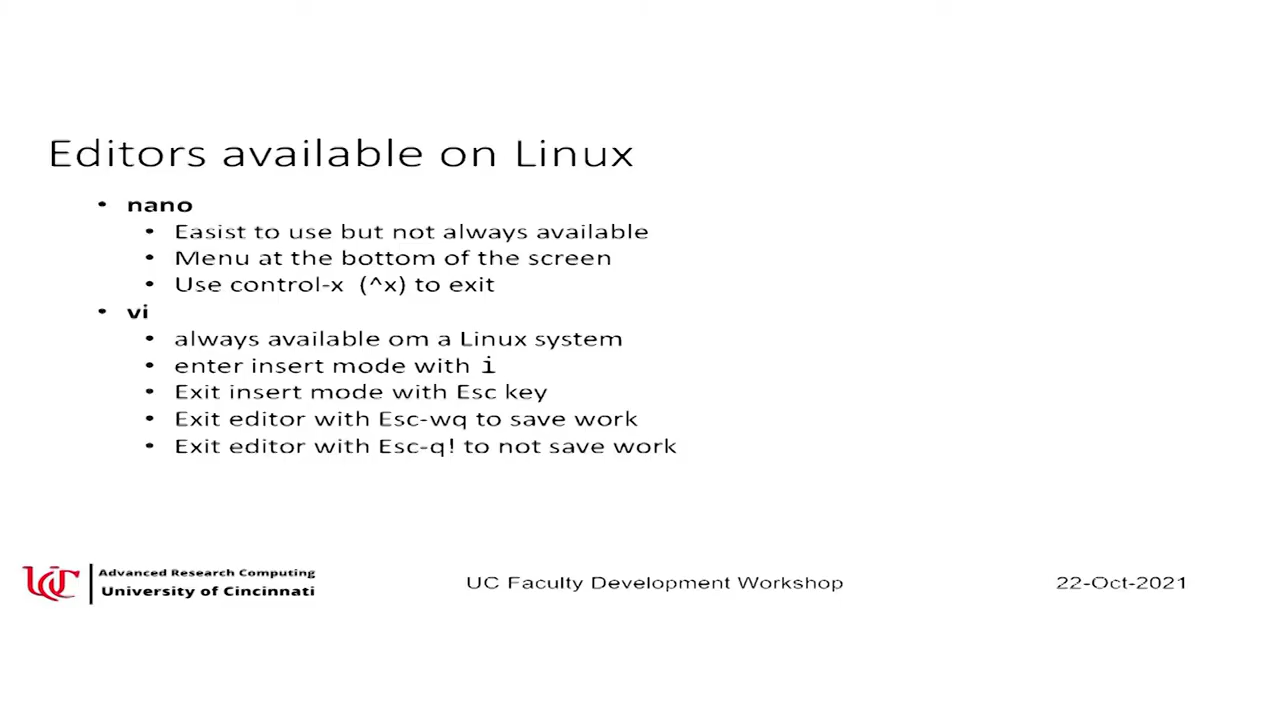 Editors available on Linux
• nano
• Easist to use but not always available
• Menu at the bottom of the screen
• Use control-x (^x) to exit
• vi
• always available om a Linux system
• enter insert mode with i
• Exit insert mode with Esc key
• Exit editor with Esc-wq to save work
• Exit editor with Esc-q! to not save work
UC
Advanced Research Computing
University of Cincinnati
UC Faculty Development Workshop
22-Oct-2021